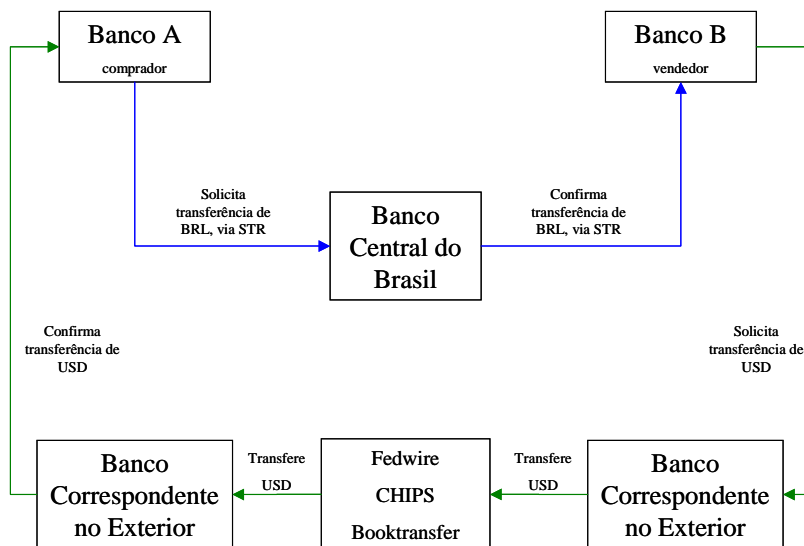 Banco A
comprador
Banco B
vendedor
Solicita
transferência de
BRL, via STR
Banco
Central do
Brasil
Confirma
transferência de
BRL, via STR
Confirma
transferência de
USD
Solicita
transferência de
USD
Banco
Correspondente
no Exterior
Transfere
USD
Fedwire
CHIPS
Booktransfer
Transfere
USD
Banco
Correspondente
no Exterior